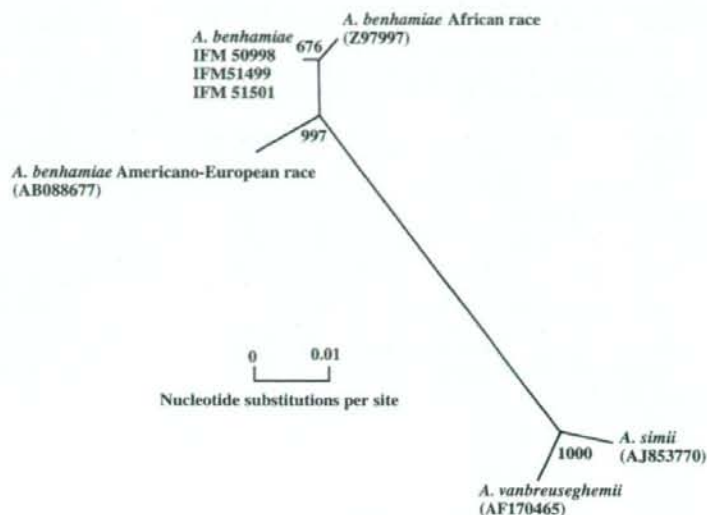 A. benhamiae
IFM 50998
IFM51499
IFM 51501
676
A. benhamiae African race
(Z97997)
997
A. benhamiae Americano-European race
(AB088677)
0 0.01
Nucleotide substitutions per site
1000
A. simii
(AJ853770)
A. vanbreuseghemii
(AF170465)